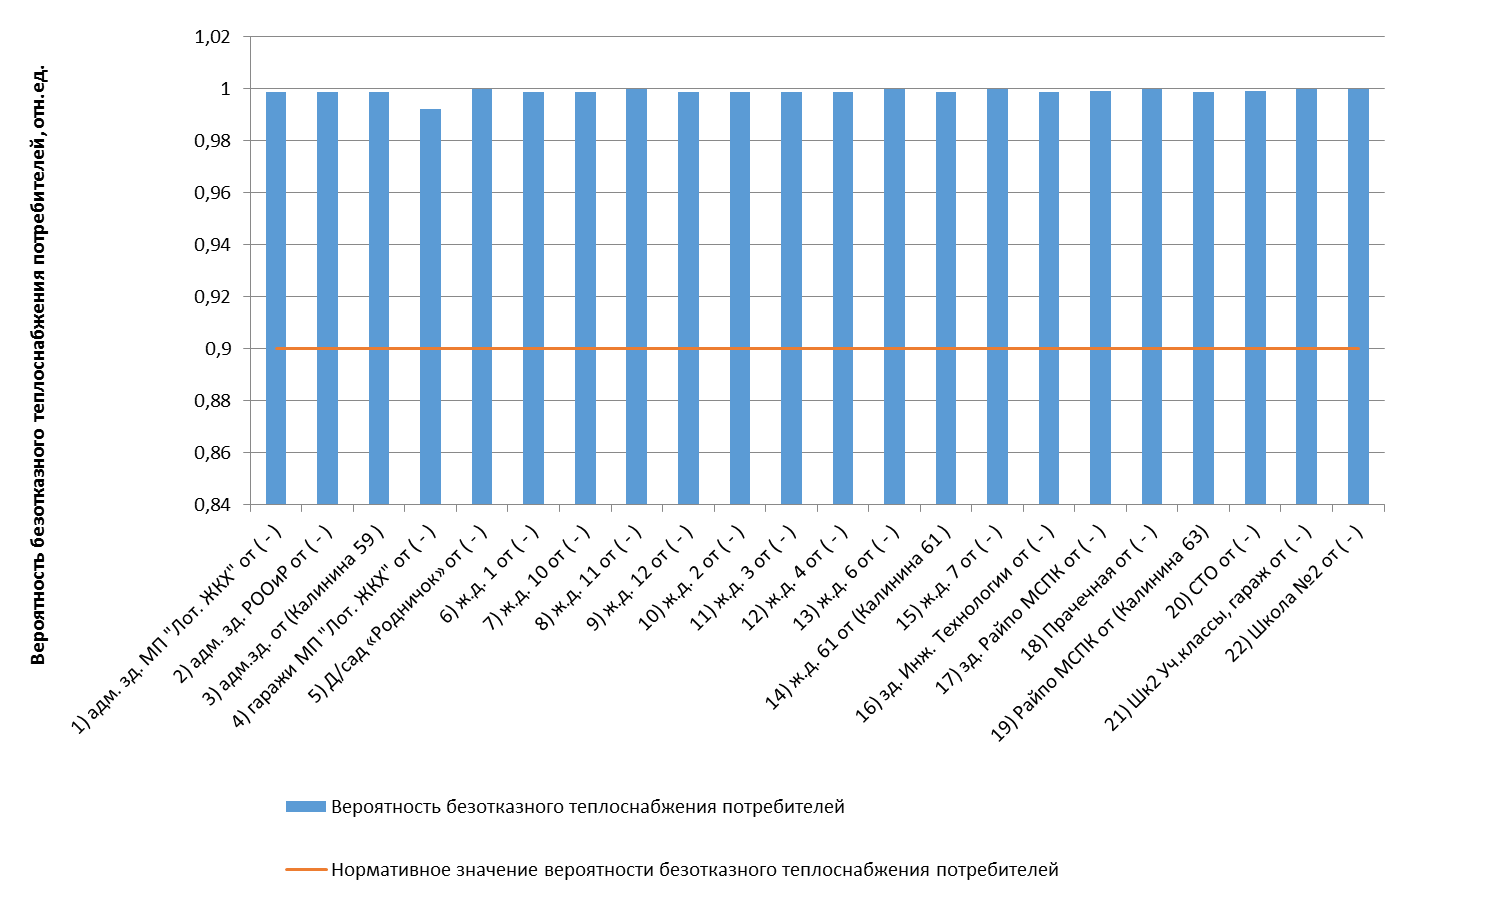 Вероятность безотказного теплоснабжения потребителей, отн.ед.
1,02
1
0,98
0,96
0,94
0,92
0,9
0,88
0,86
0,84
1) адм. зд. МП "Лот. ЖКХ" от ( - )
2) адм. зд. РООиР от ( - )
3) адм.зд. от (Калинина 59 )
4) гаражи МП "Лот. ЖКХ" от ( - )
5) Д/сад «Родничок» от ( - )
6) ж.д. 1 от ( - )
7) ж.д. 10 от ( - )
8) ж.д. 11 от ( - )
9) ж.д. 12 от ( - )
10) ж.д. 2 от ( - )
11) ж.д. 3 от ( - )
12) ж.д. 4 от ( - )
13) ж.д. 6 от ( - )
14) ж.д. 61 от (Калинина 61 )
15) ж.д. 7 от ( - )
16) зд. Инж. Технологии от ( - )
17) зд. Райпо МСПК от ( - )
18) Прачечная от ( - )
19) Райпо МСПК от (Калинина 63)
20) СТО от ( - )
21) Шк2 Уч.классы, гараж от ( - )
22) Школа №2 от ( - )
Вероятность безотказного теплоснабжения потребителей
Нормативное значение вероятности безотказного теплоснабжения потребителей